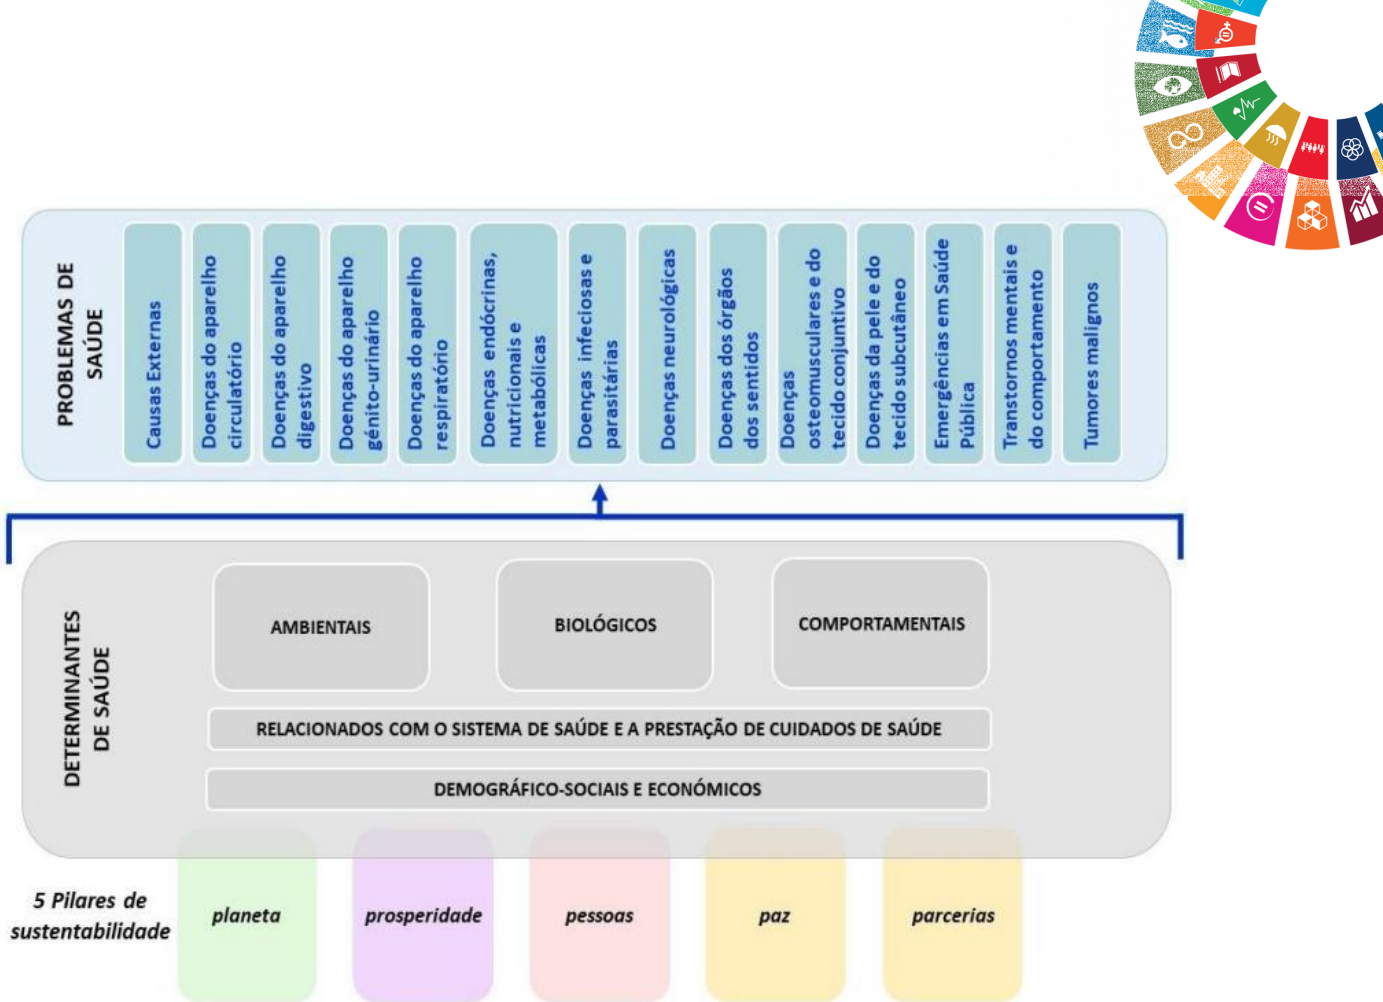 PROBLEMAS DE
SAÚDE
Causas Externas
Doenças do aparelho
circulatório
Doenças do aparelho
digestivo
Doenças do aparelho
génito-urinário
Doenças do aparelho
respiratório
Doenças endócrinas,
nutricionais e
metabólicas
Doenças infeciosas e
parasitárias
Doenças neurológicas
Doenças dos órgãos
dos sentidos
Doenças
osteomusculares e do
tecido conjuntivo
Doenças da pele e do
tecido subcutâneo
Emergências em Saúde
Pública
Transtornos mentais e
do comportamento
Tumores malignos
DETERMINANTES
DE SAÚDE
AMBIENTAIS
BIOLÓGICOS
COMPORTAMENTAIS
RELACIONADOS COM O SISTEMA DE SAÚDE E A PRESTAÇÃO DE CUIDADOS DE SAÚDE
DEMOGRÁFICO-SOCIAIS E ECONÓMICOS
5 Pilares de
sustentabilidade
planeta
prosperidade
pessoas
paz
parcerias